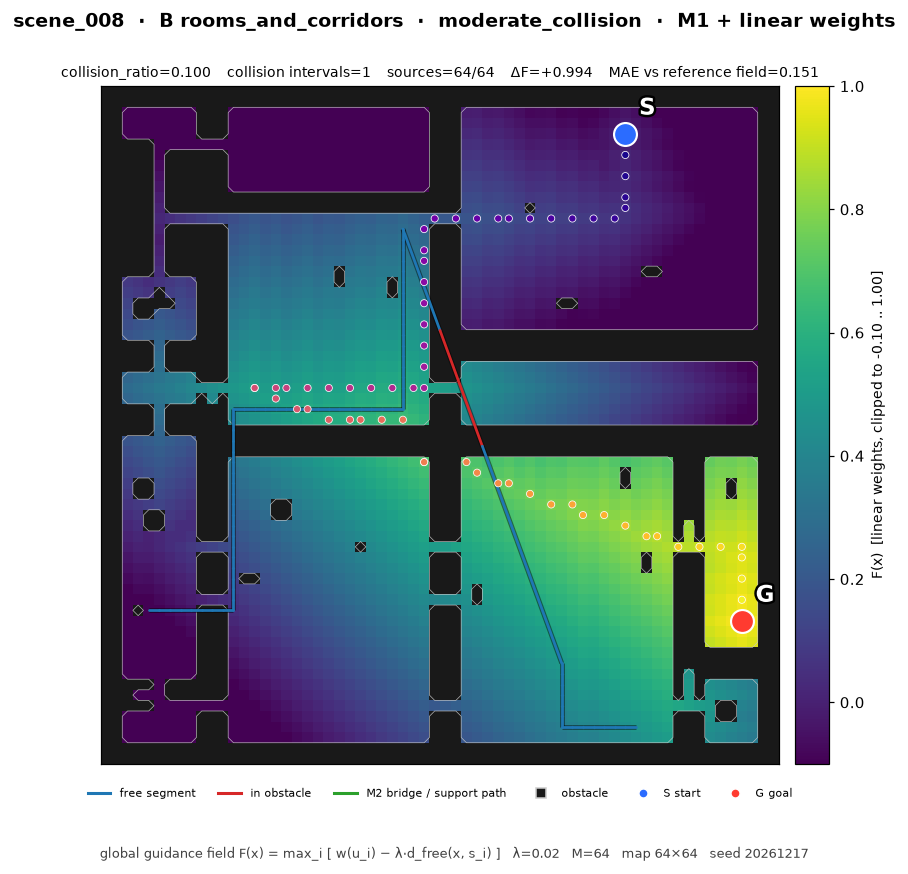 scene_008 · B rooms_and_corridors · moderate_collision · M1 + linear weights
collision_ratio=0.100 collision intervals=1 sources=64/64 ΔF=+0.994 MAE vs reference field=0.151
S
G
1.0
0.8
0.6
0.4
0.2
0.0
F(x) [linear weights, clipped to -0.10 .. 1.00]
free segment
in obstacle
M2 bridge / support path
obstacle
S start
G goal
global guidance field F(x) = max_i [ w(u_i) − λ·d_free(x, s_i) ] λ=0.02 M=64 map 64×64 seed 20261217